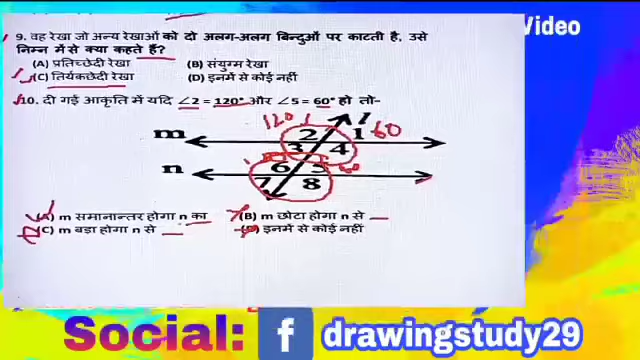 Video
9. वह रेखा जो अन्य रेखाओं को दो अलग-अलग बिन्दुओं पर काटती है, उसे
निम्न में से क्या कहते हैं?
(A) प्रतिच्छेदी रेखा (B) संयुग्म रेखा
(C) तिर्यकछेदी रेखा (D) इनमें से कोई नहीं
10. दी गई आकृति में यदि ∠2 = 120° और ∠5 = 60° हो तो-
120 l
m 2 1 60
3 4
n 6 5 60
7 8
(A) m समानान्तर होगा n का (B) m छोटा होगा n से
(C) m बडा होगा n से (D) इनमें से कोई नहीं
Social: f drawingstudy29